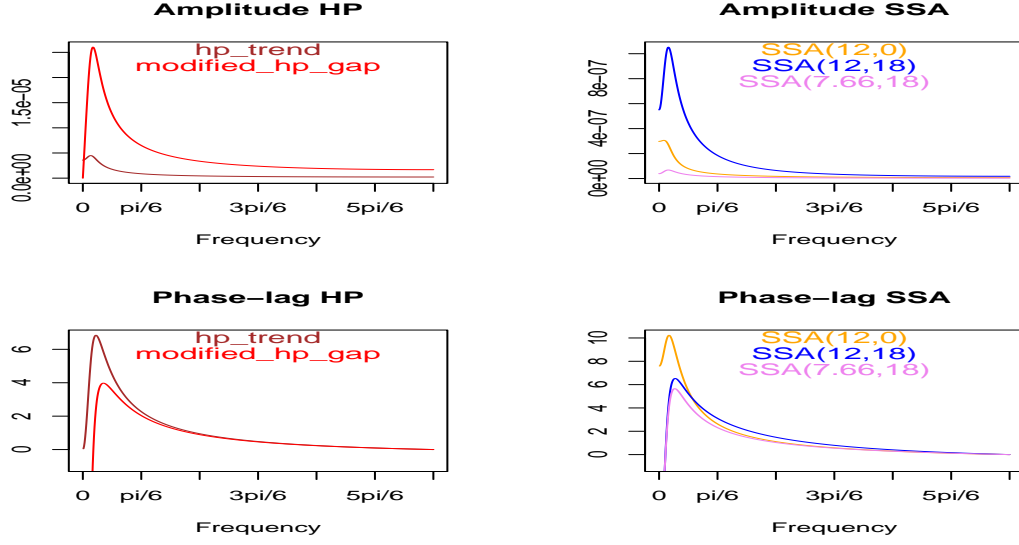 Amplitude HP
hp_trend
modified_hp_gap
0.0e+00
1.5e-05
0
pi/6
3pi/6
5pi/6
Frequency
Amplitude SSA
SSA(12,0)
SSA(12,18)
SSA(7.66,18)
0e+00
4e-07
8e-07
0
pi/6
3pi/6
5pi/6
Frequency
Phase-lag HP
hp_trend
modified_hp_gap
6
4
2
0
0
pi/6
3pi/6
5pi/6
Frequency
Phase-lag SSA
SSA(12,0)
SSA(12,18)
SSA(7.66,18)
10
8
6
4
2
0
0
pi/6
3pi/6
5pi/6
Frequency